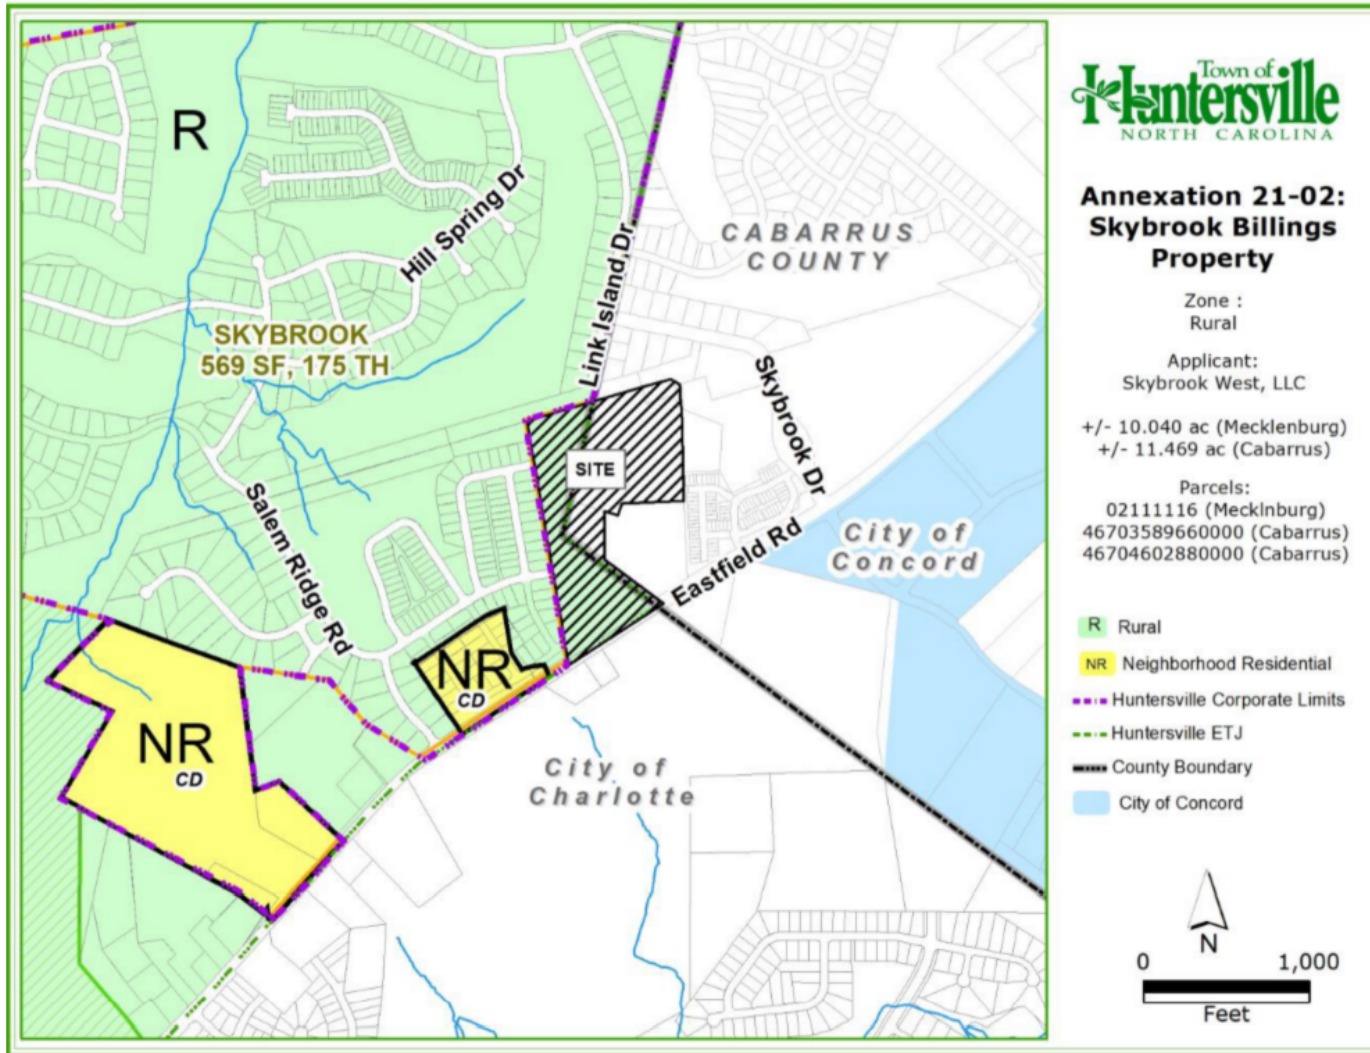 R
Hill Spring Dr
SKYBROOK
569 SF, 175 TH
Link Island Dr
CABARRUS
COUNTY
Skybrook Dr
SITE
Salem Ridge Rd
Eastfield Rd
City of
Concord
NR
CD
NR
CD
City of
Charlotte
Town of
Huntersville
NORTH CAROLINA
Annexation 21-02:
Skybrook Billings
Property
Zone :
Rural
Applicant:
Skybrook West, LLC
+/- 10.040 ac (Mecklenburg)
+/- 11.469 ac (Cabarrus)
Parcels:
02111116 (Mecklnburg)
46703589660000 (Cabarrus)
46704602880000 (Cabarrus)
R Rural
NR Neighborhood Residential
Huntersville Corporate Limits
Huntersville ETJ
County Boundary
City of Concord
N
0 1,000
Feet